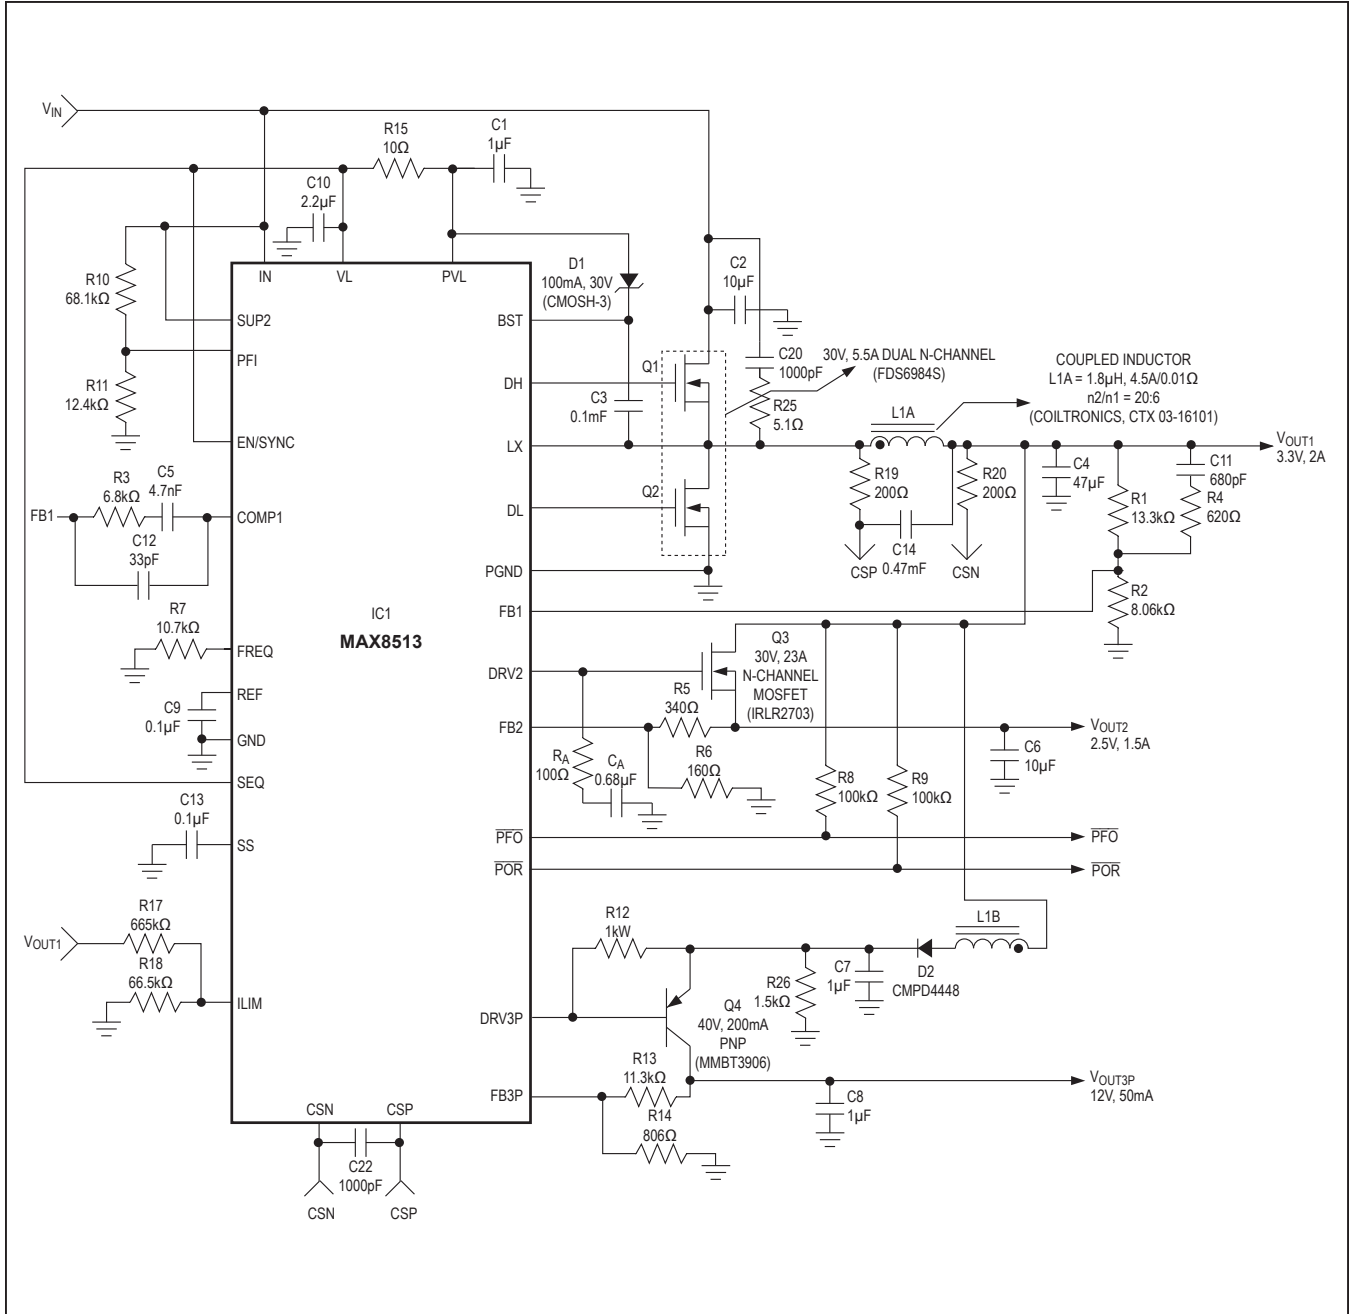 VIN
R15
10Ω
C1
1µF
C10
2.2µF
R10
68.1kΩ
R11
12.4kΩ
IN
VL
PVL
D1
100mA, 30V
(CMOSH-3)
C2
10µF
SUP2
PFI
EN/SYNC
BST
DH
LX
DL
PGND
FB1
Q1
Q2
C3
0.1mF
C20
1000pF
R25
5.1Ω
30V, 5.5A DUAL N-CHANNEL
(FDS6984S)
COUPLED INDUCTOR
L1A = 1.8µH, 4.5A/0.01Ω
n2/n1 = 20:6
(COILTRONICS, CTX 03-16101)
L1A
VOUT1
3.3V, 2A
R19
200Ω
R20
200Ω
C14
0.47mF
CSP
CSN
C4
47µF
R1
13.3kΩ
C11
680pF
R4
620Ω
R2
8.06kΩ
FB1
R3
6.8kΩ
C5
4.7nF
C12
33pF
COMP1
R7
10.7kΩ
FREQ
REF
C9
0.1µF
GND
SEQ
C13
0.1µF
SS
IC1
MAX8513
DRV2
Q3
30V, 23A
N-CHANNEL
MOSFET
(IRLR2703)
FB2
R5
340Ω
R6
160Ω
RA
100Ω
CA
0.68µF
VOUT2
2.5V, 1.5A
C6
10µF
R8
100kΩ
R9
100kΩ
PFO
PFO
POR
POR
VOUT1
R17
665kΩ
R18
66.5kΩ
ILIM
R12
1kW
L1B
D2
CMPD4448
C7
1µF
R26
1.5kΩ
DRV3P
Q4
40V, 200mA
PNP
(MMBT3906)
R13
11.3kΩ
R14
806Ω
FB3P
VOUT3P
12V, 50mA
C8
1µF
CSN
CSP
C22
1000pF
CSN
CSP